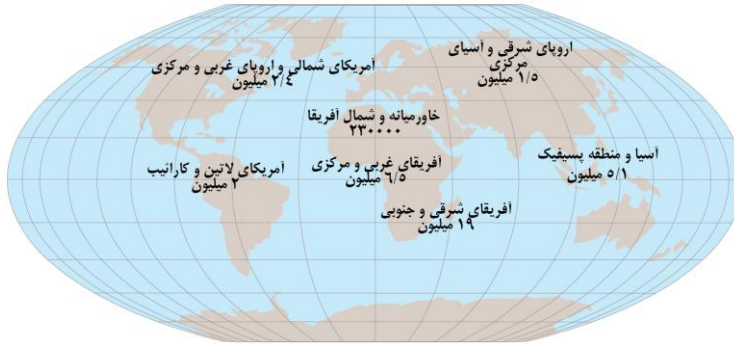 اروپای شرقی و آسیای
مرکزی
۱/۵ میلیون
آمریکای شمالی و اروپای غربی و مرکزی
۲/۴ میلیون
خاورمیانه و شمال آفریقا
۲۳۰۰۰۰
آسیا و منطقه پسیفیک
۵/۱ میلیون
آفریقای غربی و مرکزی
۶/۵ میلیون
آمریکای لاتین و کارائیب
۲ میلیون
آفریقای شرقی و جنوبی
۱۹ میلیون